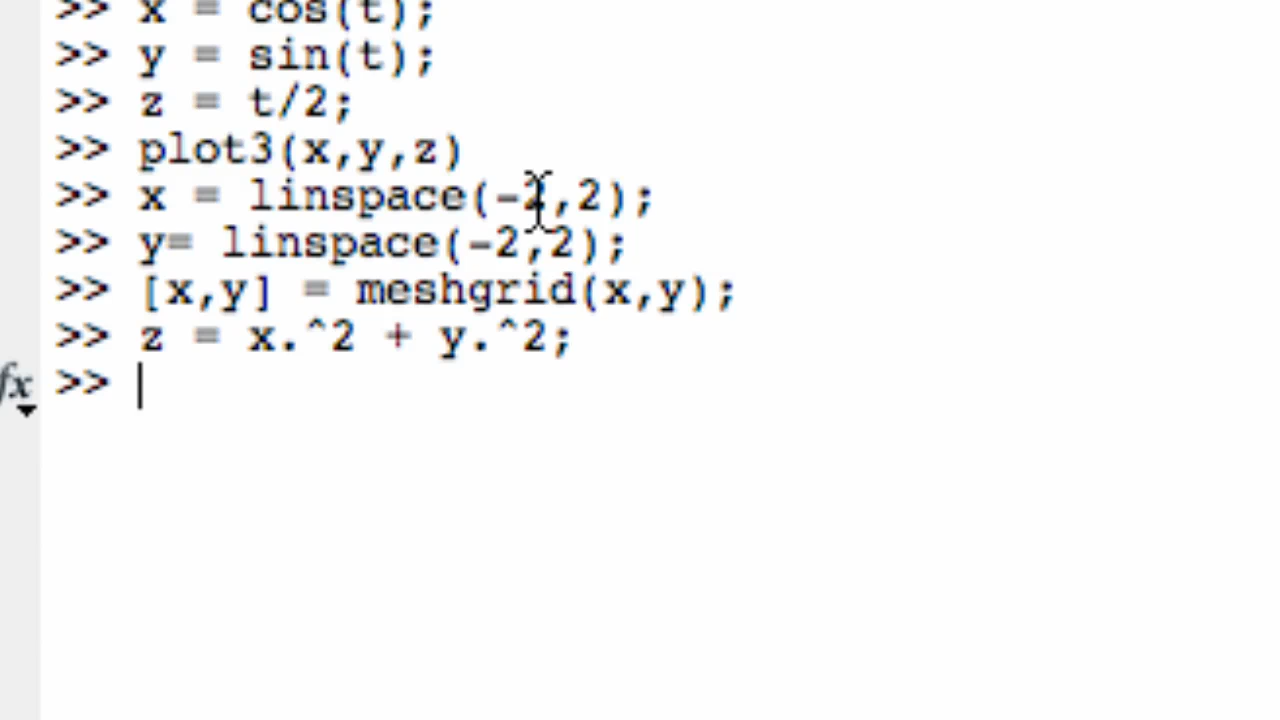 >> x = cos(t);
>> y = sin(t);
>> z = t/2;
>> plot3(x,y,z)
>> x = linspace(-2,2);
>> y= linspace(-2,2);
>> [x,y] = meshgrid(x,y);
>> z = x.^2 + y.^2;
fx >>